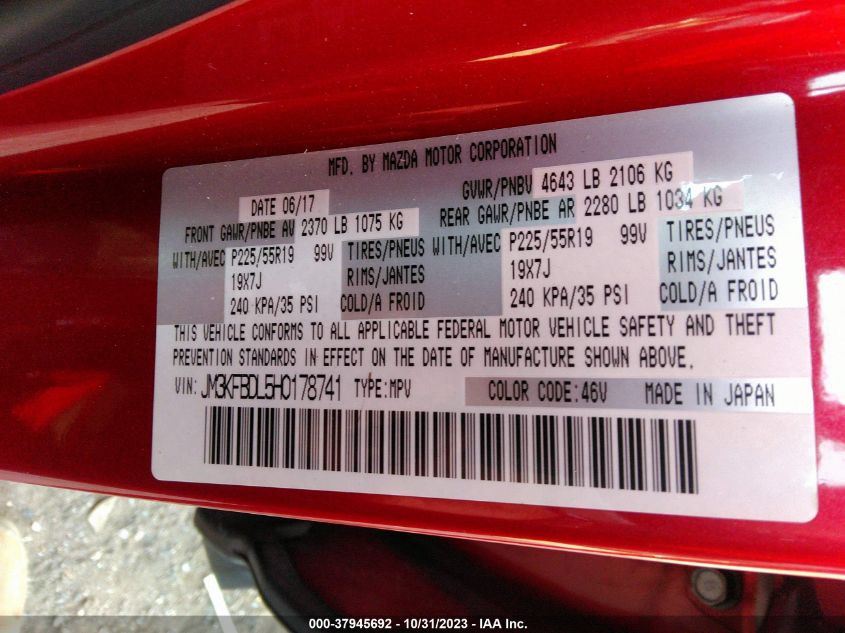 MFD. BY MAZDA MOTOR CORPORATION
DATE 06/17 GVWR/PNBV 4643 LB 2106 KG
FRONT GAWR/PNBE AV 2370 LB 1075 KG REAR GAWR/PNBE AR 2280 LB 1034 KG
WITH/AVEC P225/55R19 99V TIRES/PNEUS WITH/AVEC P225/55R19 99V TIRES/PNEUS
19X7J RIMS/JANTES 19X7J RIMS/JANTES
240 KPA/35 PSI COLD/A FROID 240 KPA/35 PSI COLD/A FROID
THIS VEHICLE CONFORMS TO ALL APPLICABLE FEDERAL MOTOR VEHICLE SAFETY AND THEFT
PREVENTION STANDARDS IN EFFECT ON THE DATE OF MANUFACTURE SHOWN ABOVE.
VIN: JM3KFBDL5H0178741 TYPE:MPV COLOR CODE:46V MADE IN JAPAN
000-37945692 - 10/31/2023 - IAA Inc.